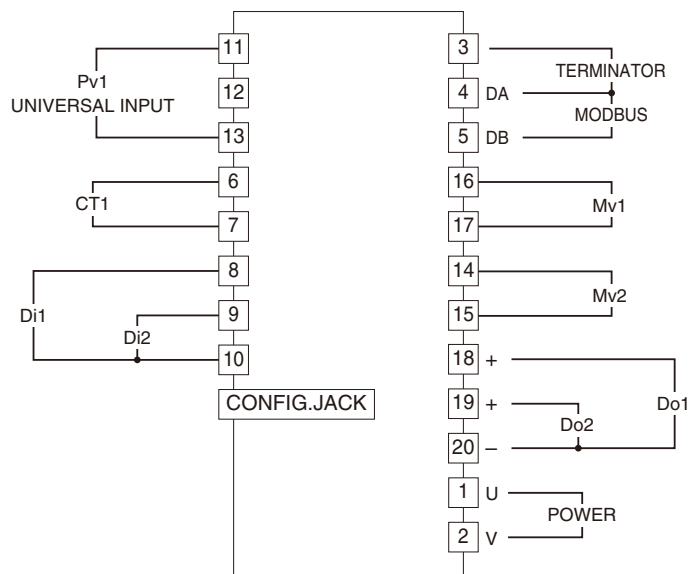 11
Pv1
UNIVERSAL INPUT
12
13
6
CT1
7
8
Di1
9
Di2
10
CONFIG.JACK
3
TERMINATOR
4 DA
MODBUS
5 DB
16
Mv1
17
14
Mv2
15
18 +
Do1
19 +
Do2
20 –
1 U
POWER
2 V